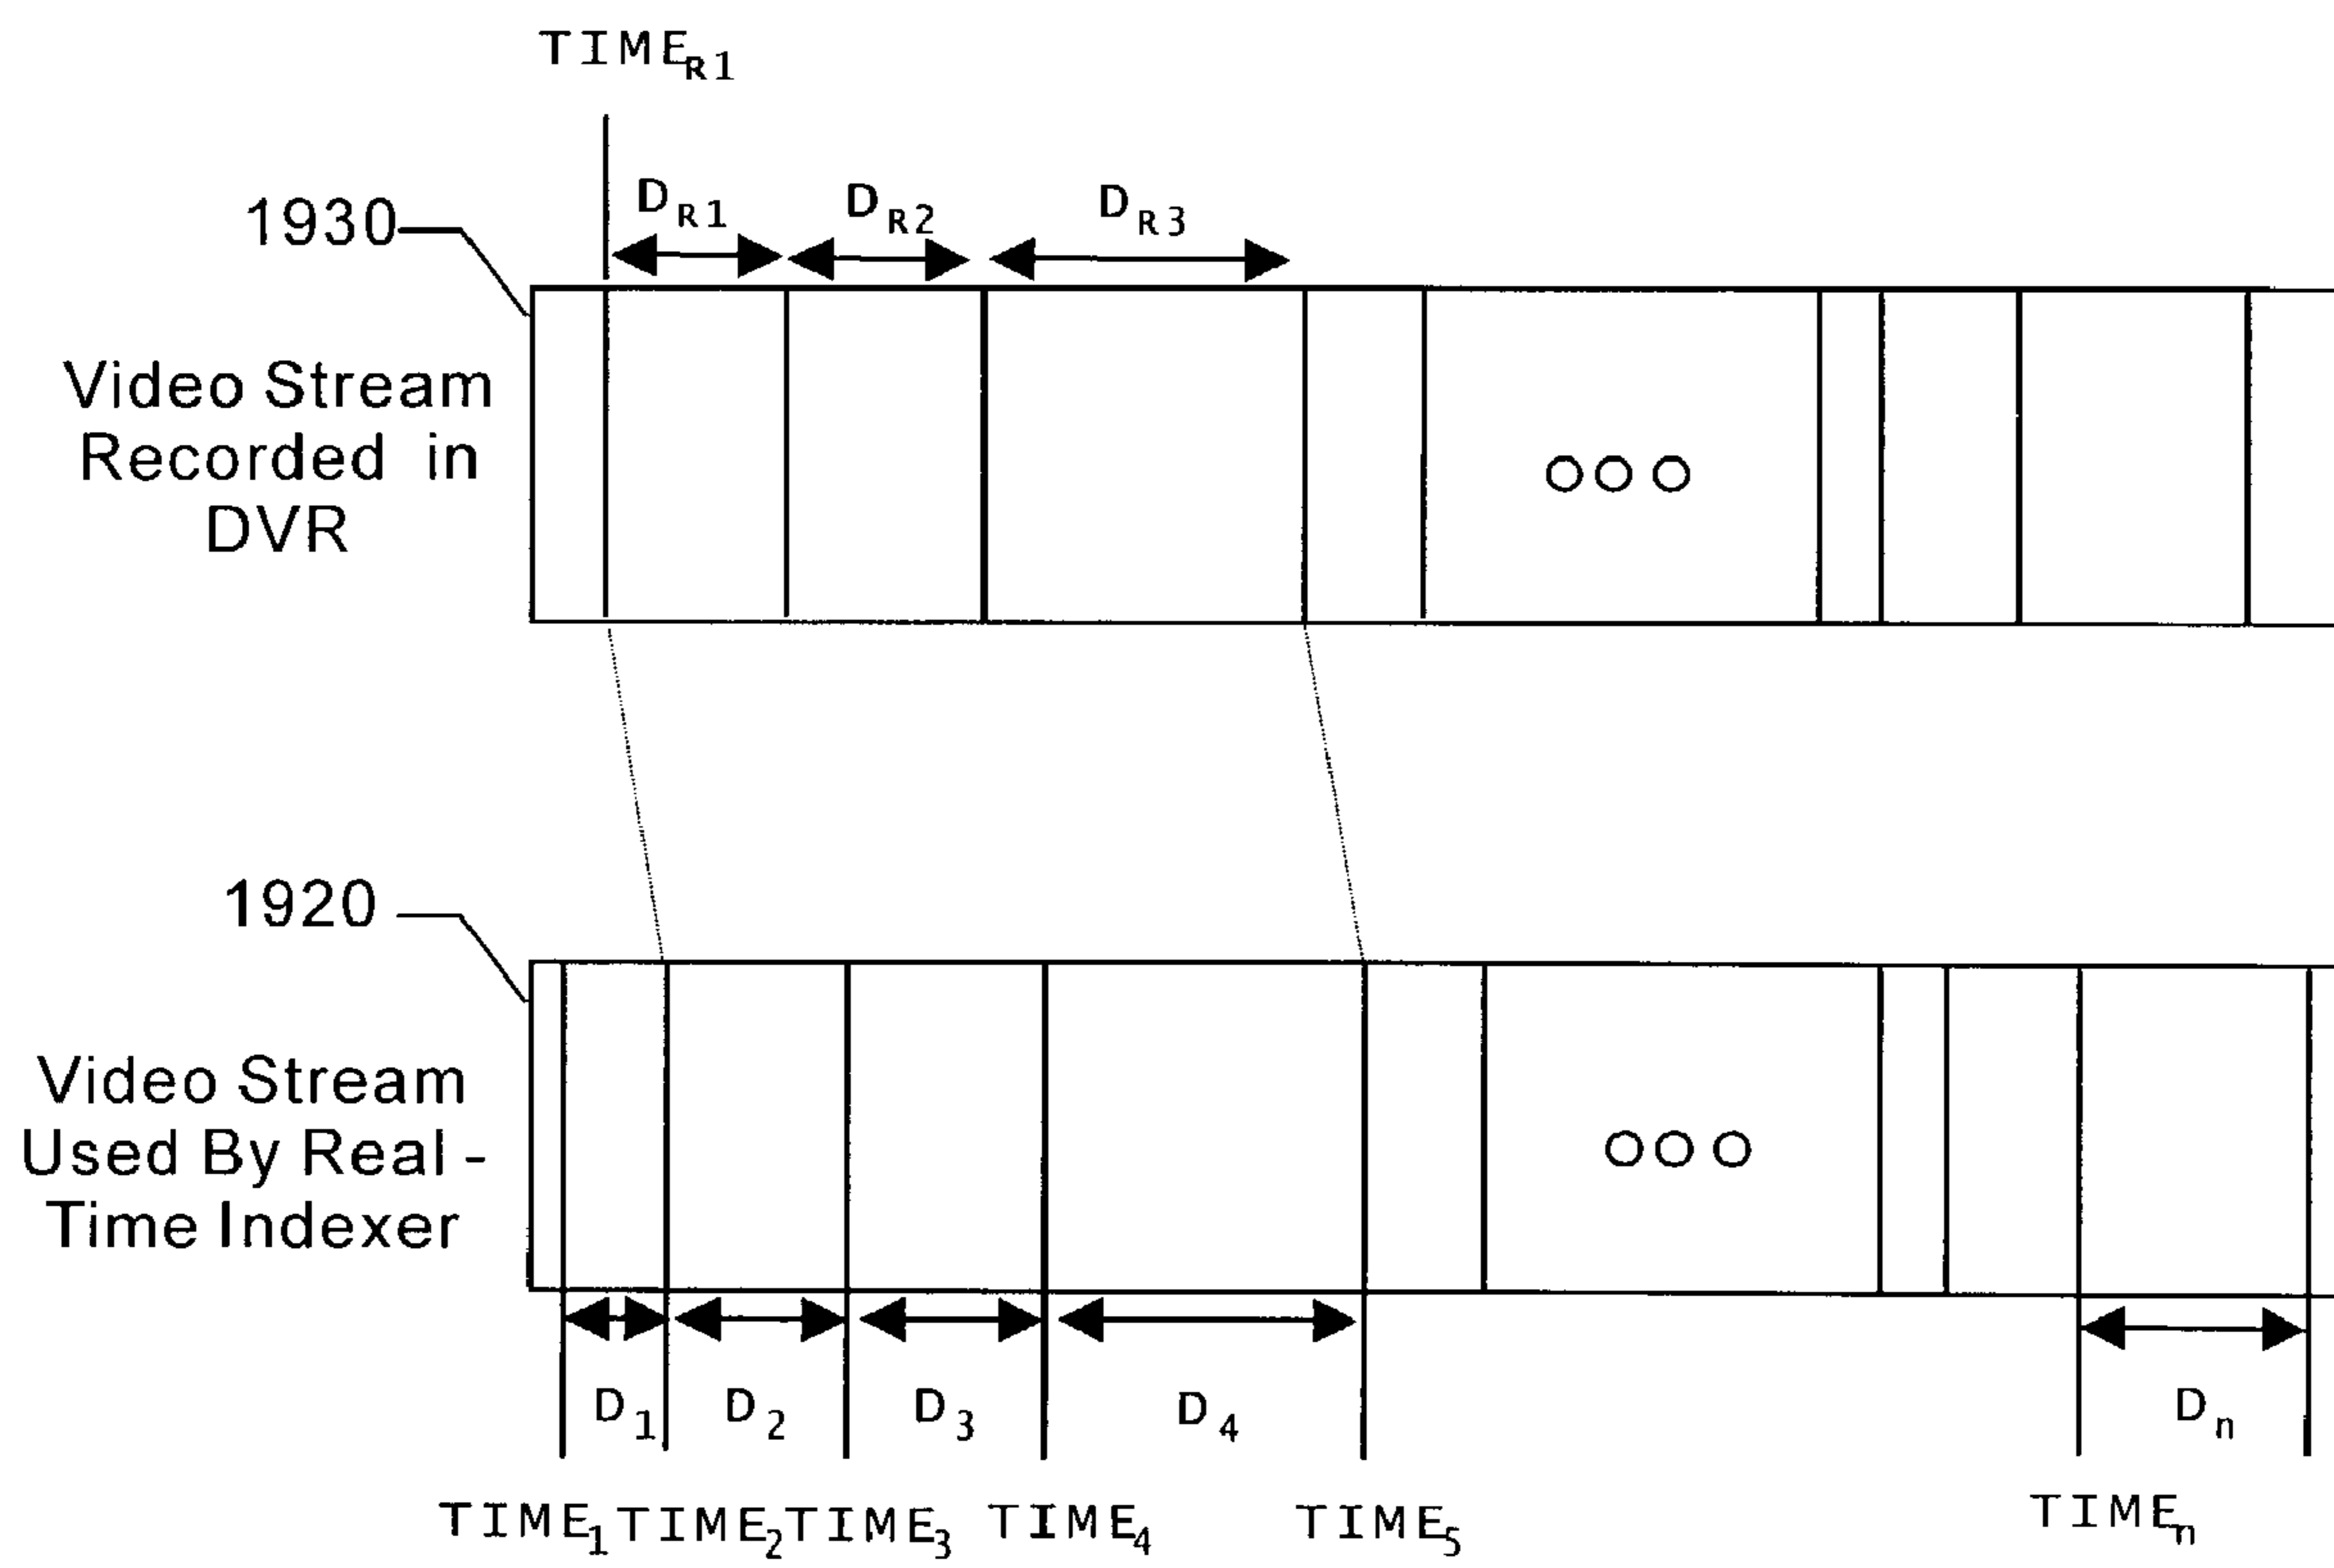 TIME_R1
1930
D_R1 D_R2 D_R3
Video Stream
Recorded in
DVR
1920
Video Stream
Used By Real-
Time Indexer
D_1 D_2 D_3 D_4 D_n
TIME_1 TIME_2 TIME_3 TIME_4 TIME_5 TIME_n